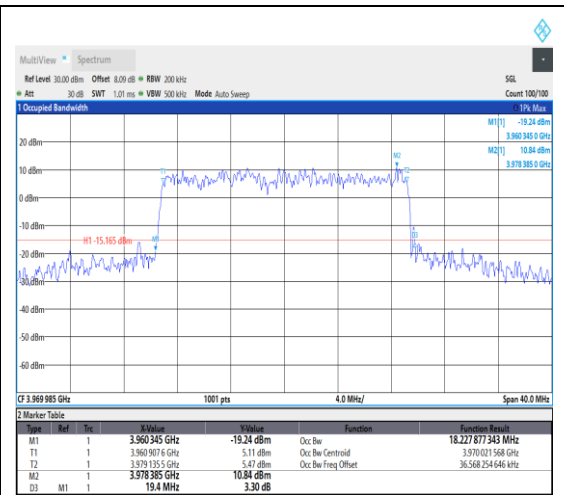 MultiView Spectrum
Ref Level 30.00 dBm Offset 8.09 dB RBW 200 kHz SGL
Att 30 dB SWT 1.01 ms VBW 500 kHz Mode Auto Sweep Count 100/100
1 Occupied Bandwidth 1Pk Max
M1[1] -19.24 dBm
3.960 345 0 GHz
M2[1] 10.84 dBm
3.978 385 0 GHz
20 dBm
M2
T1 T2
10 dBm
0 dBm
-10 dBm
D3
H1 -15.165 dBm M1
-20 dBm
-30 dBm
-40 dBm
-50 dBm
-60 dBm
CF 3.969 985 GHz 1001 pts 4.0 MHz/ Span 40.0 MHz
2 Marker Table
Type Ref Trc X-Value Y-Value Function Function Result
M1 1 3.960 345 GHz -19.24 dBm Occ Bw 18.227 877 343 MHz
T1 1 3.960 907 6 GHz 5.11 dBm Occ Bw Centroid 3.970 021 568 GHz
T2 1 3.979 135 5 GHz 5.47 dBm Occ Bw Freq Offset 36.568 254 646 kHz
M2 1 3.978 385 GHz 10.84 dBm
D3 M1 1 19.4 MHz 3.30 dB